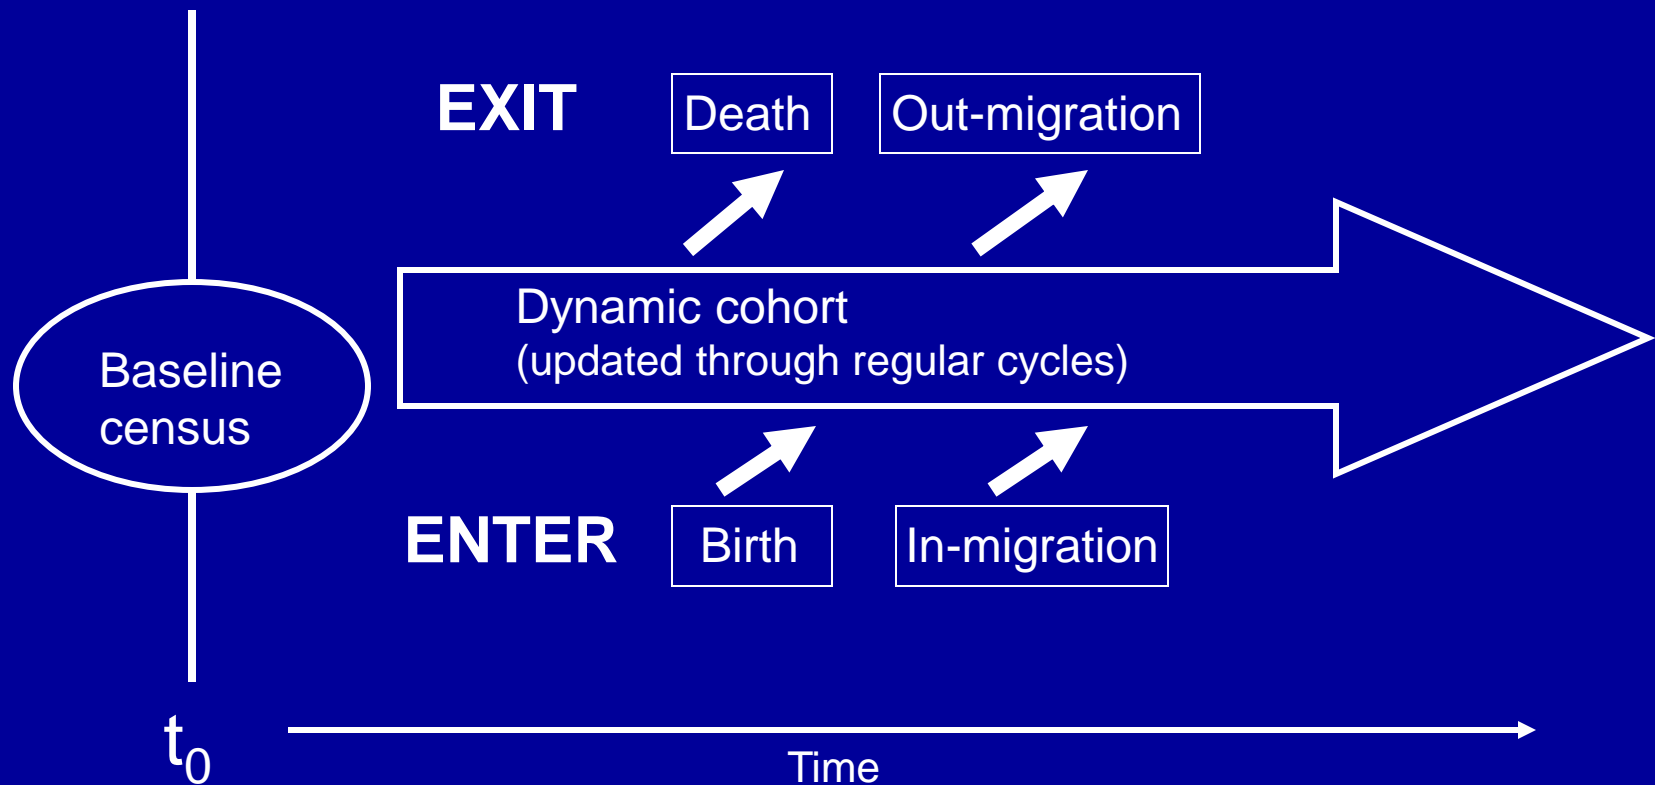 EXIT
Death
Out-migration
Dynamic cohort
(updated through regular cycles)
Baseline
census
ENTER
Birth
In-migration
t0
Time